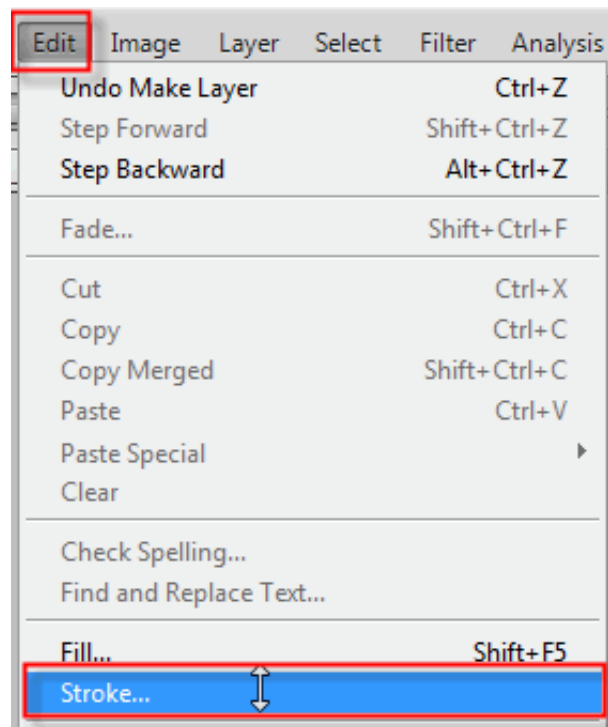 Edit Image Layer Select Filter Analysis
Undo Make Layer Ctrl+Z
Step Forward Shift+Ctrl+Z
Step Backward Alt+Ctrl+Z
Fade... Shift+Ctrl+F
Cut Ctrl+X
Copy Ctrl+C
Copy Merged Shift+Ctrl+C
Paste Ctrl+V
Paste Special
Clear
Check Spelling...
Find and Replace Text...
Fill... Shift+F5
Stroke...